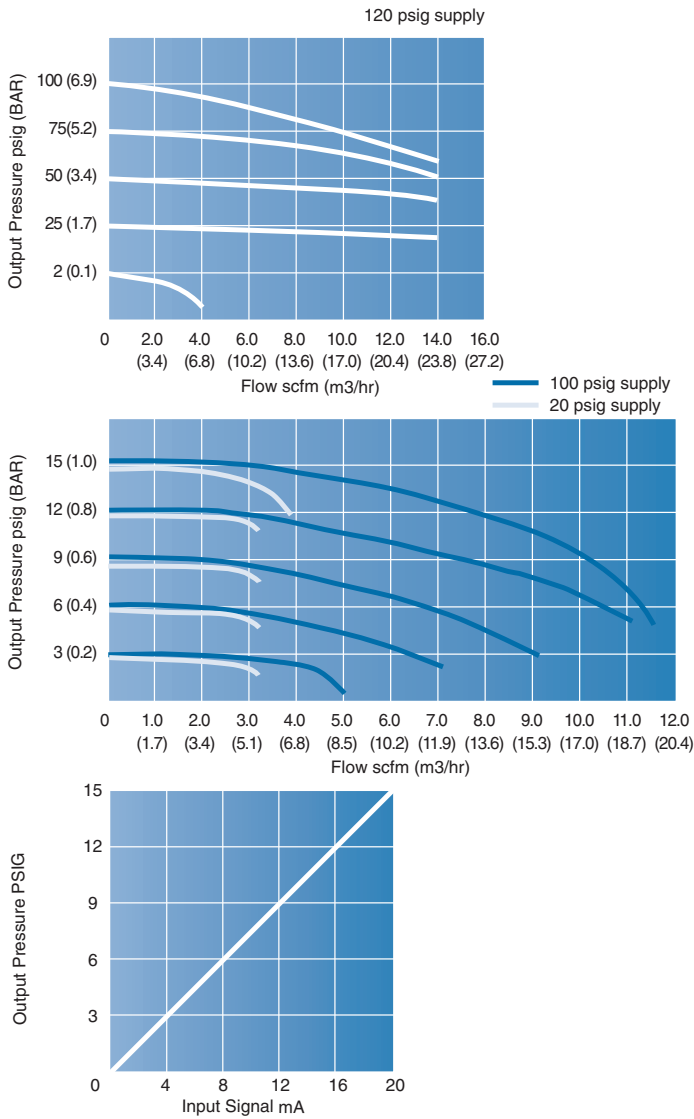 120 psig supply
Output Pressure psig (BAR)
100 (6.9)
75(5.2)
50 (3.4)
25 (1.7)
2 (0.1)
0 2.0 4.0 6.0 8.0 10.0 12.0 14.0 16.0
(3.4) (6.8) (10.2) (13.6) (17.0) (20.4) (23.8) (27.2)
Flow scfm (m3/hr)
100 psig supply
20 psig supply
Output Pressure psig (BAR)
15 (1.0)
12 (0.8)
9 (0.6)
6 (0.4)
3 (0.2)
0 1.0 2.0 3.0 4.0 5.0 6.0 7.0 8.0 9.0 10.0 11.0 12.0
(1.7) (3.4) (5.1) (6.8) (8.5) (10.2) (11.9) (13.6) (15.3) (17.0) (18.7) (20.4)
Flow scfm (m3/hr)
Output Pressure PSIG
15
12
9
6
3
0 4 8 12 16 20
Input Signal mA